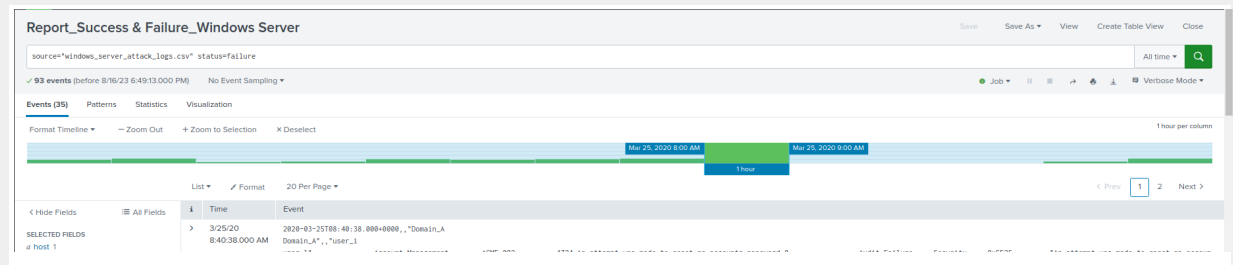 Report_Success & Failure_Windows Server
Save Save As View Create Table View Close
source="windows_server_attack_logs.csv" status=failure
All time
93 events (before 8/16/23 6:49:13.000 PM) No Event Sampling
Job Verbose Mode
Events (35) Patterns Statistics Visualization
Format Timeline — Zoom Out + Zoom to Selection × Deselect
1 hour per column
Mar 25, 2020 8:00 AM Mar 25, 2020 9:00 AM
1 hour
List Format 20 Per Page
< Prev 1 2 Next >
< Hide Fields All Fields i Time Event
SELECTED FIELDS
a host 1
> 3/25/20
8:40:38.000 AM
2020-03-25T08:40:38.000+0000,,"Domain_A
Domain_A",,"user_i
Account Management